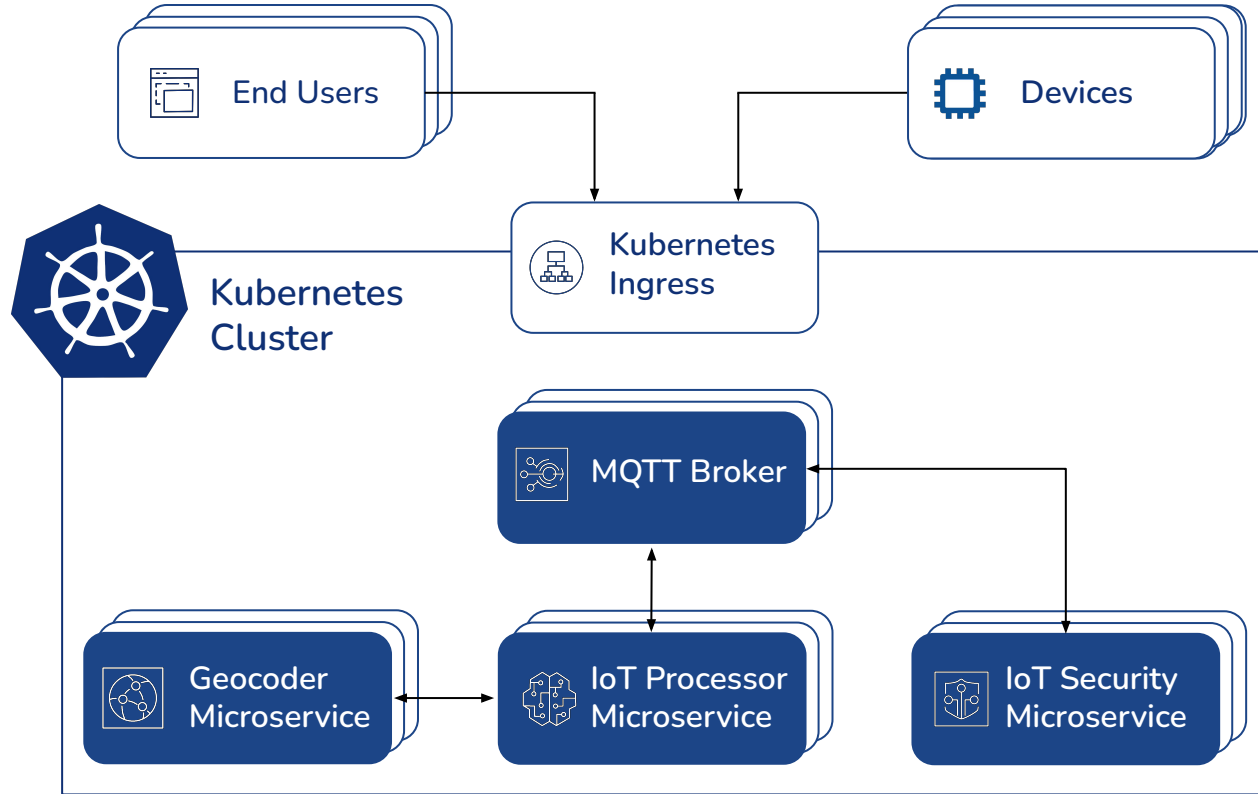 End Users
Devices
Kubernetes
Ingress
Kubernetes
Cluster
MQTT Broker
Geocoder
Microservice
IoT Processor
Microservice
IoT Security
Microservice